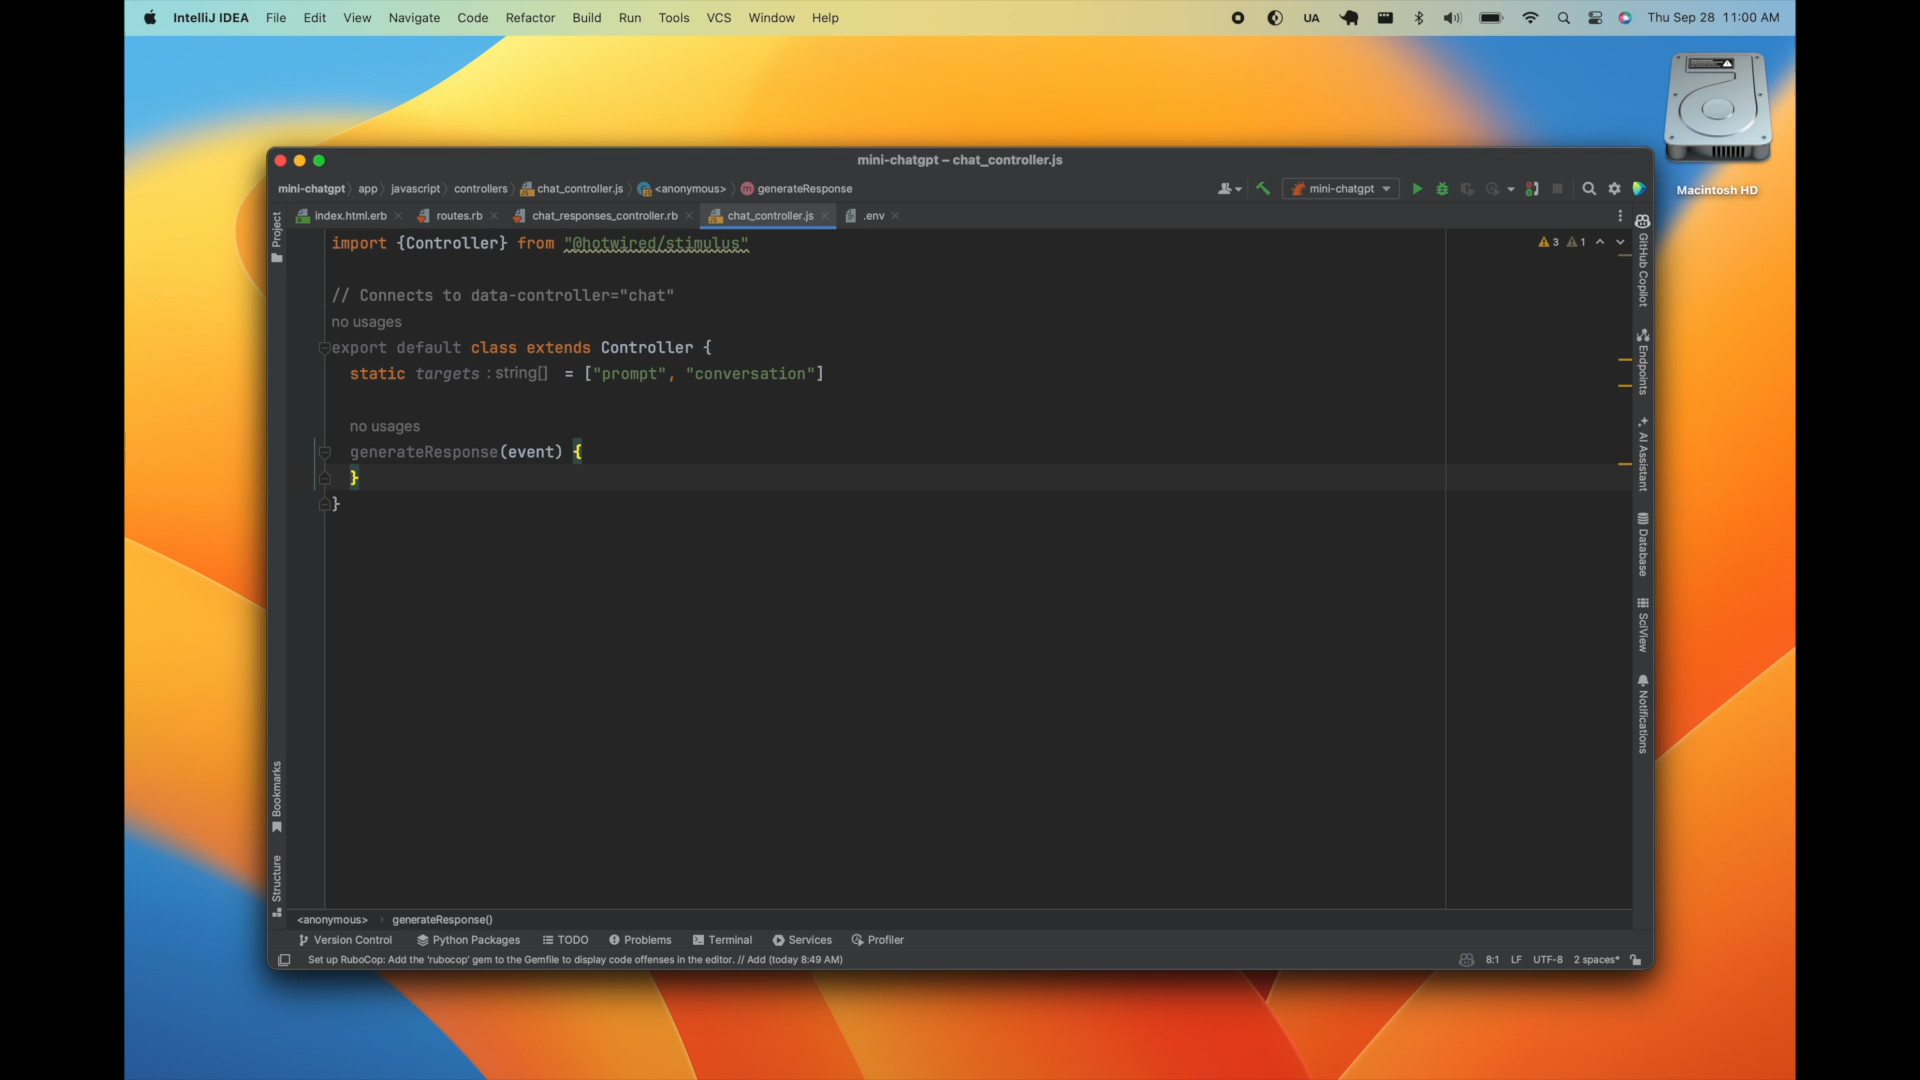 IntelliJ IDEA File Edit View Navigate Code Refactor Build Run Tools VCS Window Help UA Thu Sep 28 11:00 AM
Macintosh HD
mini-chatgpt – chat_controller.js
mini-chatgpt app javascript controllers chat_controller.js <anonymous> generateResponse mini-chatgpt
index.html.erb routes.rb chat_responses_controller.rb chat_controller.js .env
Project
import {Controller} from "@hotwired/stimulus"
3 1
// Connects to data-controller="chat"
no usages
export default class extends Controller {
static targets : string[] = ["prompt", "conversation"]
no usages
generateResponse(event) {
}
}
GitHub Copilot
Endpoints
AI Assistant
Database
SciView
Notifications
Bookmarks
Structure
<anonymous> generateResponse()
Version Control Python Packages TODO Problems Terminal Services Profiler
Set up RuboCop: Add the 'rubocop' gem to the Gemfile to display code offenses in the editor. // Add (today 8:49 AM) 8:1 LF UTF-8 2 spaces*